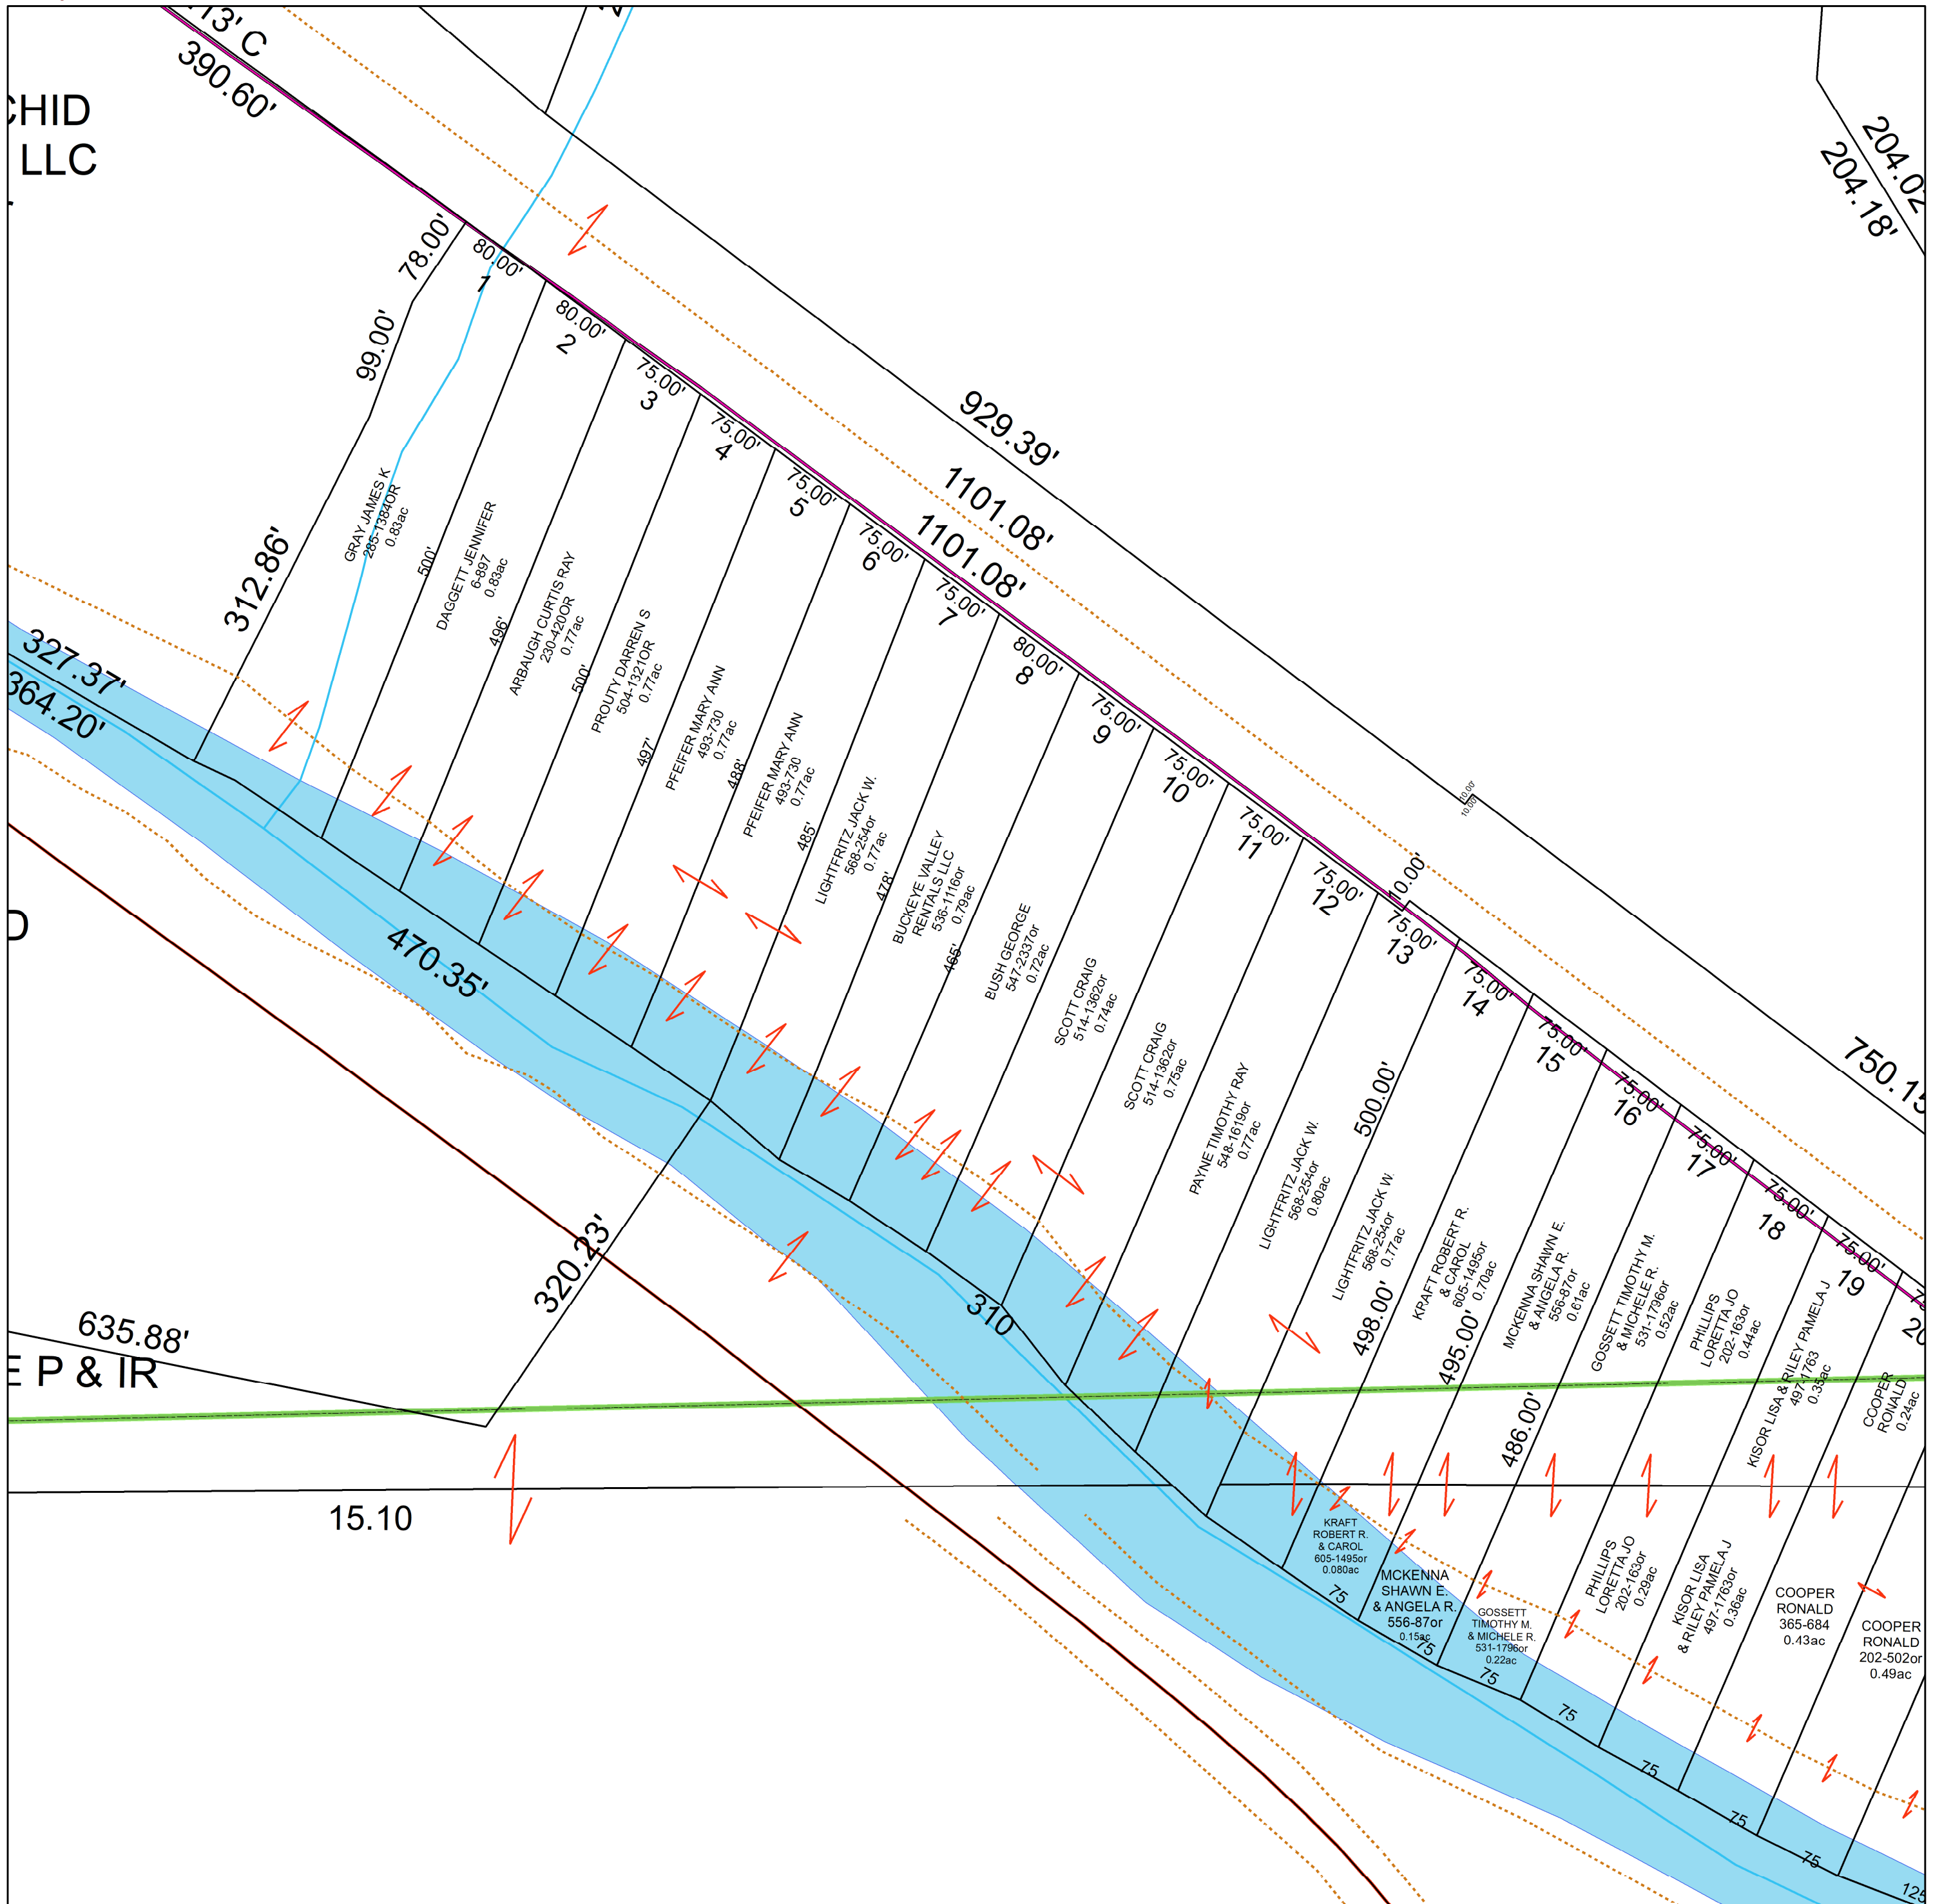 390.60'
LLC
204.18'
78.00'
99.00'
312.86'
327.37'
470.35'
320.23'
635.88'
E P & IR
15.10
310
929.39'
1101.08'
1101.08'
10.00'
10.00'
10.00'
80.00'
1
80.00'
2
75.00'
3
75.00'
4
75.00'
5
75.00'
6
75.00'
7
80.00'
8
75.00'
9
75.00'
10
75.00'
11
75.00'
12
75.00'
13
75.00'
14
75.00'
15
75.00'
16
75.00'
17
75.00'
18
75.00'
19
20
GRAY JAMES K
285-1384OR
0.83ac
500'
DAGGETT JENNIFER
6-897
0.83ac
496'
ARBAUGH CURTIS RAY
230-420OR
0.77ac
500'
PROUTY DARREN S
504-1321OR
0.77ac
497'
PFEIFER MARY ANN
493-730
0.77ac
488'
PFEIFER MARY ANN
493-730
0.77ac
485'
LIGHTFRITZ JACK W.
568-254or
0.77ac
478'
BUCKEYE VALLEY
RENTALS LLC
536-116or
0.79ac
465'
BUSH GEORGE
547-2337or
0.72ac
SCOTT CRAIG
514-1362or
0.74ac
SCOTT CRAIG
514-1362or
0.75ac
PAYNE TIMOTHY RAY
548-1619or
0.77ac
LIGHTFRITZ JACK W.
568-254or
0.80ac
500.00'
LIGHTFRITZ JACK W.
568-254or
0.77ac
498.00'
KRAFT ROBERT R.
& CAROL
605-1495or
0.70ac
495.00'
MCKENNA SHAWN E.
& ANGELA R.
556-87or
0.61ac
486.00'
GOSSETT TIMOTHY M.
& MICHELE R.
531-1796or
0.52ac
PHILLIPS
LORETTA JO
202-163or
0.44ac
KISOR LISA & RILEY PAMELA J
497-1763
0.35ac
COOPER
RONALD
0.24ac
KRAFT
ROBERT R.
& CAROL
605-1495or
0.080ac
MCKENNA
SHAWN E.
& ANGELA R.
556-87or
0.15ac
GOSSETT
TIMOTHY M.
& MICHELE R.
531-1796or
0.22ac
PHILLIPS
LORETTA JO
202-163or
0.29ac
KISOR LISA
& RILEY PAMELA J
497-1763or
0.36ac
COOPER
RONALD
365-684
0.43ac
COOPER
RONALD
202-502or
0.49ac
75
75
75
75
75
75
75